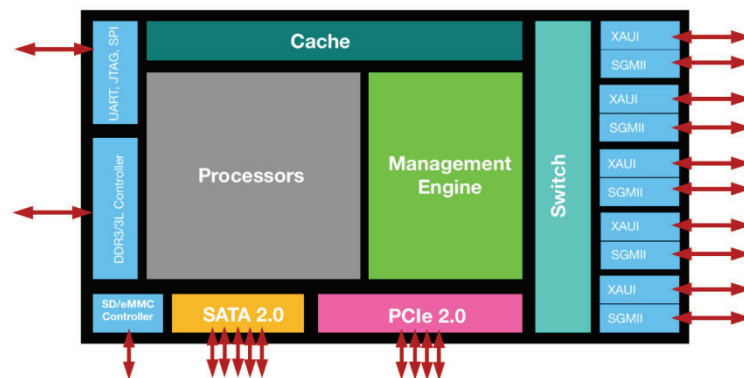 UART, JTAG, SPI
Cache
XAUI
SGMII
XAUI
SGMII
Processors
Management
Engine
Switch
DDR3/3L Controller
XAUI
SGMII
XAUI
SGMII
SD/eMMC
Controller
SATA 2.0
PCIe 2.0
XAUI
SGMII